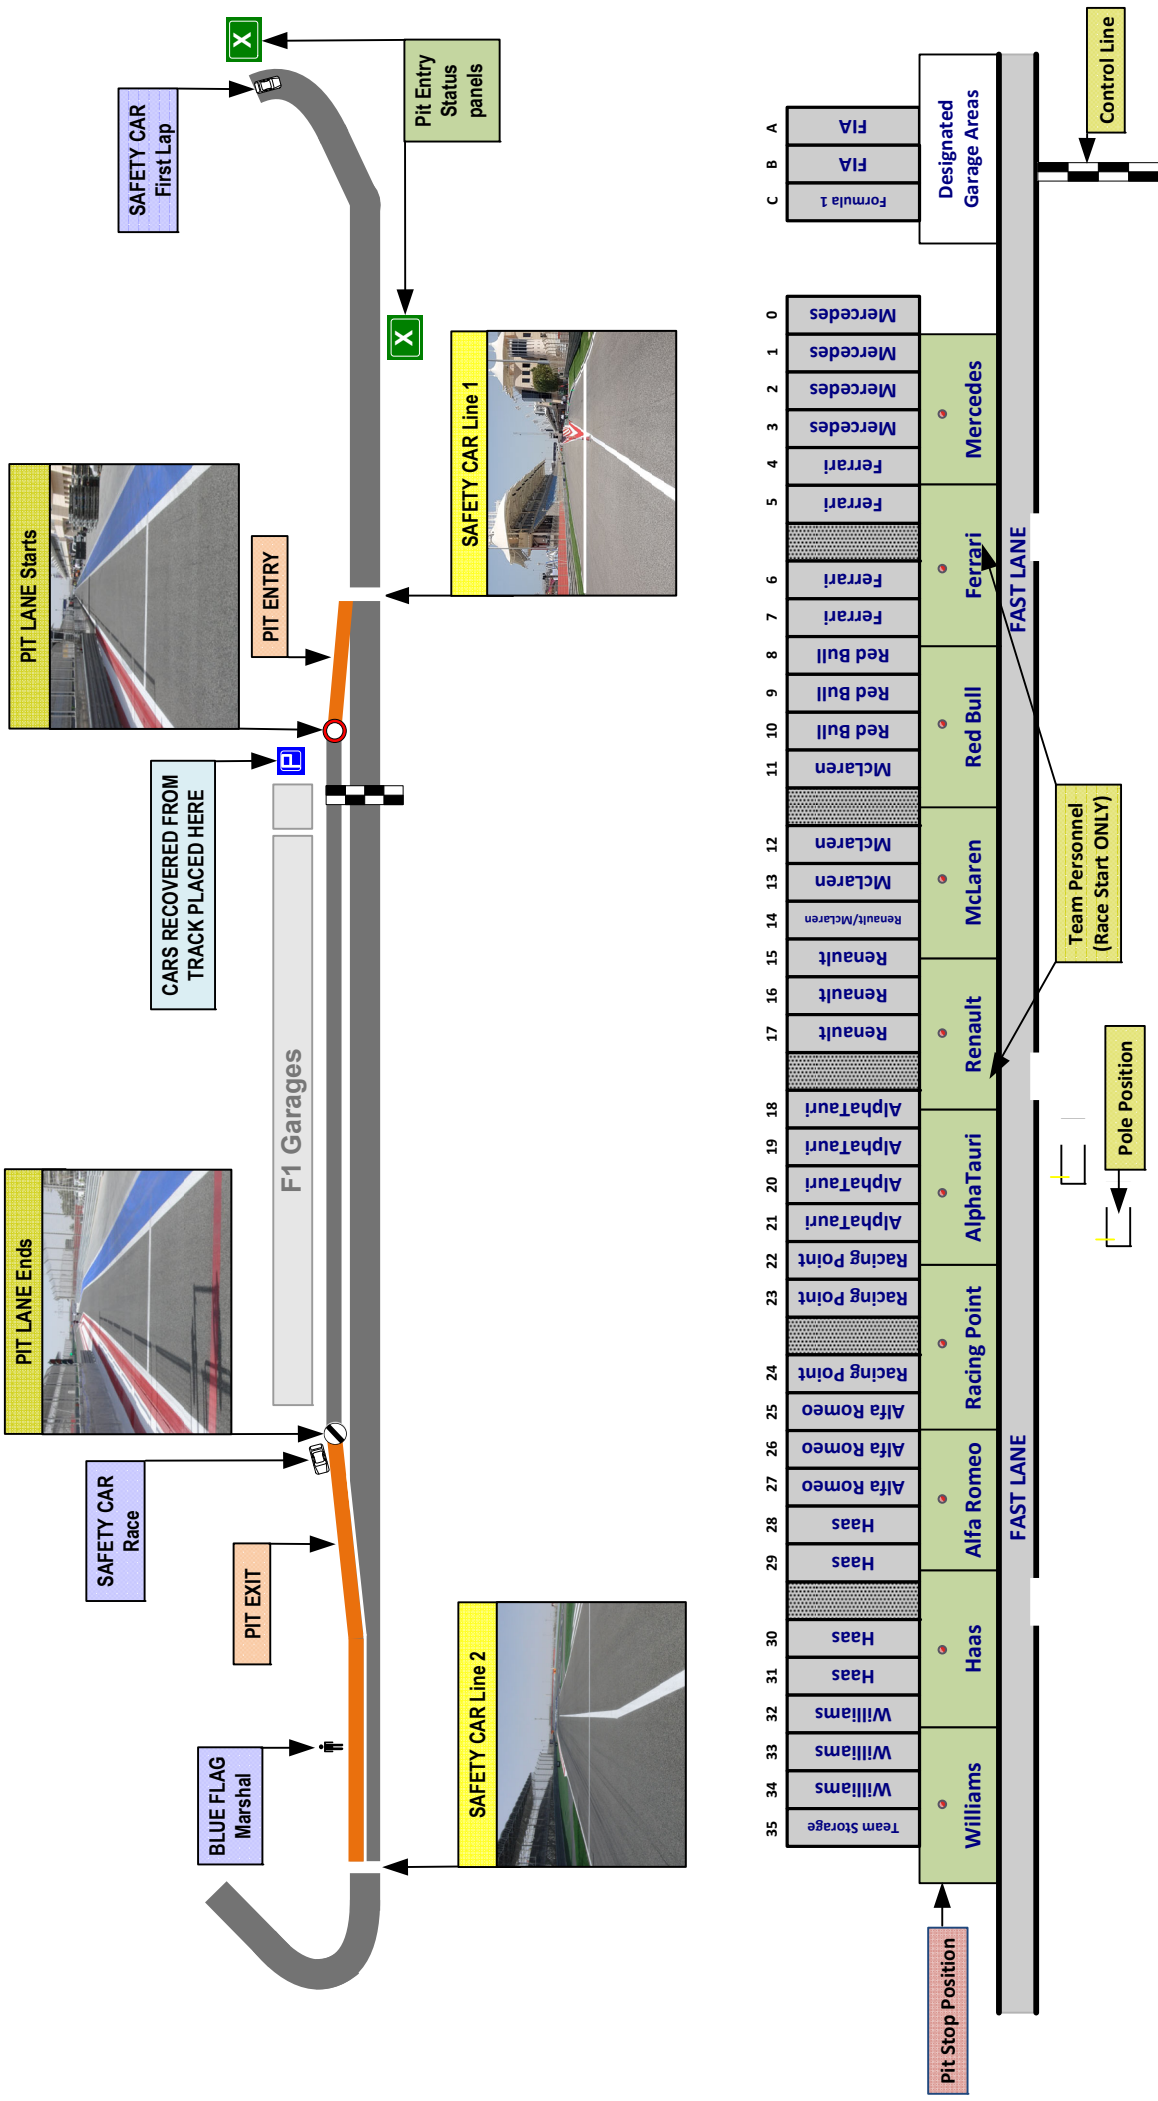 SAFETY CAR
First Lap
X
Pit Entry
Status
panels
X
PIT LANE Starts
PIT ENTRY
SAFETY CAR Line 1
CARS RECOVERED FROM
TRACK PLACED HERE
P
F1 Garages
PIT LANE Ends
SAFETY CAR
Race
PIT EXIT
SAFETY CAR Line 2
BLUE FLAG
Marshal
A
FIA
B
FIA
C
Formula 1
Designated
Garage Areas
Control Line
0
Mercedes
1
Mercedes
2
Mercedes
3
Mercedes
4
Ferrari
5
Ferrari
6
Ferrari
7
Ferrari
8
Red Bull
9
Red Bull
10
Red Bull
11
McLaren
12
McLaren
13
McLaren
14
Renault/McLaren
15
Renault
16
Renault
17
Renault
18
AlphaTauri
19
AlphaTauri
20
AlphaTauri
21
AlphaTauri
22
Racing Point
23
Racing Point
24
Racing Point
25
Alfa Romeo
26
Alfa Romeo
27
Alfa Romeo
28
Haas
29
Haas
30
Haas
31
Haas
32
Williams
33
Williams
34
Williams
35
Team Storage
Mercedes
Ferrari
Red Bull
McLaren
Renault
AlphaTauri
Racing Point
Alfa Romeo
Haas
Williams
FAST LANE
FAST LANE
Team Personnel
(Race Start ONLY)
Pole Position
Pit Stop Position